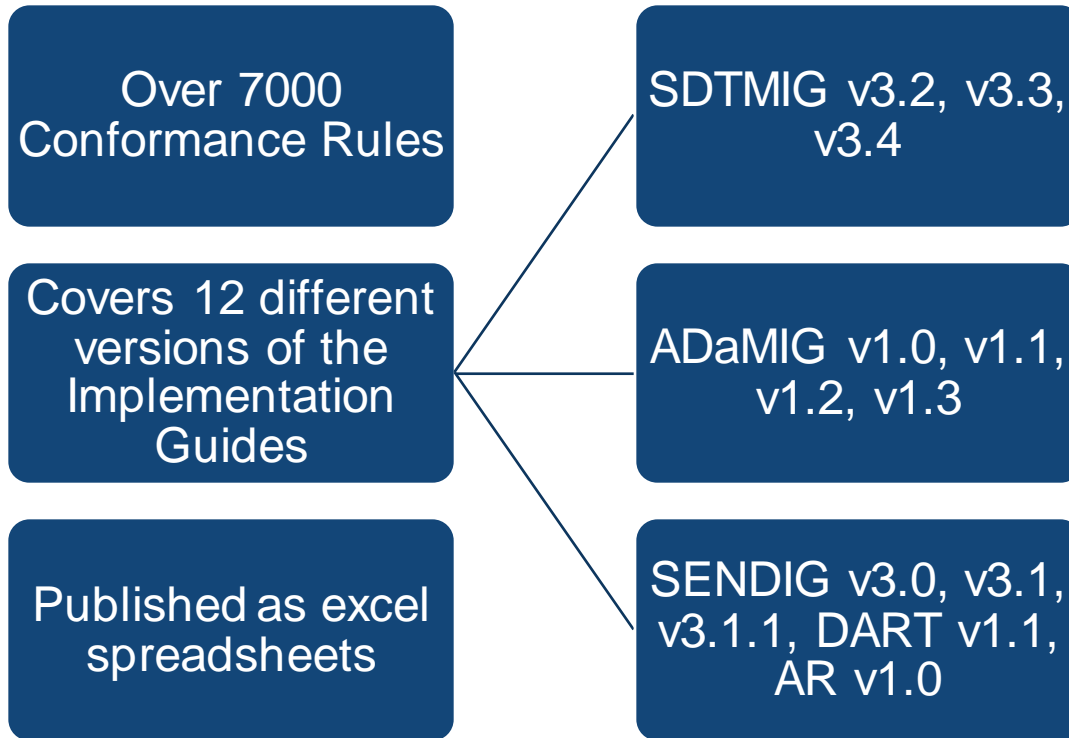 Over 7000
Conformance Rules
Covers 12 different
versions of the
Implementation
Guides
Published as excel
spreadsheets
SDTMIG v3.2, v3.3,
v3.4
ADaMIG v1.0, v1.1,
v1.2, v1.3
SENDIG v3.0, v3.1,
v3.1.1, DART v1.1,
AR v1.0